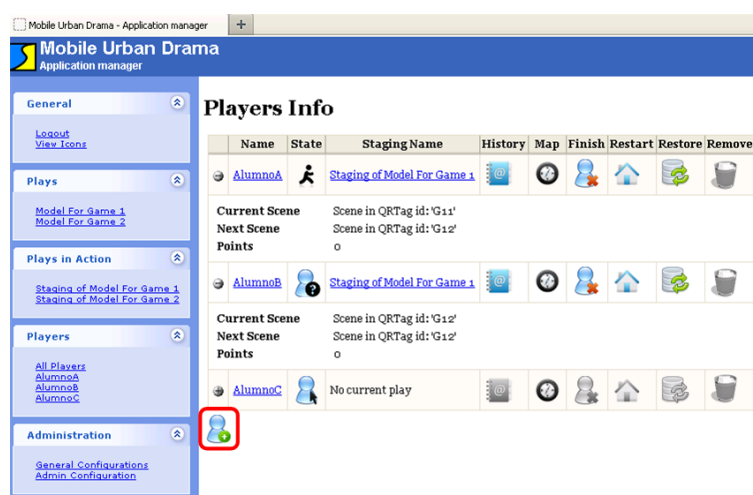 Mobile Urban Drama - Application manager
Mobile Urban Drama
Application manager
General
Logout
View Icons
Plays
Model For Game 1
Model For Game 2
Plays in Action
Staging of Model For Game 1
Staging of Model For Game 2
Players
All Players
AlumnoA
AlumnoB
AlumnoC
Administration
General Configurations
Admin Configuration
Players Info
Name State Staging Name History Map Finish Restart Restore Remove
AlumnoA Staging of Model For Game 1
Current Scene Scene in QRTag id: 'G11'
Next Scene Scene in QRTag id: 'G12'
Points 0
AlumnoB Staging of Model For Game 1
Current Scene Scene in QRTag id: 'G12'
Next Scene Scene in QRTag id: 'G12'
Points 0
AlumnoC No current play